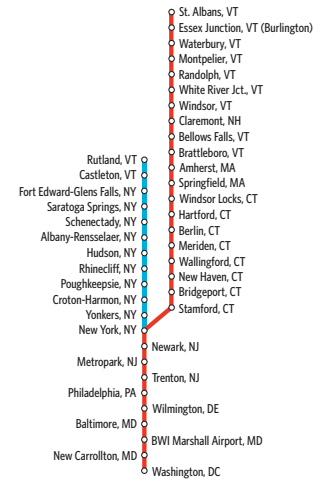 St. Albans, VT
Essex Junction, VT (Burlington)
Waterbury, VT
Montpelier, VT
Randolph, VT
White River Jct., VT
Windsor, VT
Claremont, NH
Bellows Falls, VT
Brattleboro, VT
Amherst, MA
Springfield, MA
Windsor Locks, CT
Hartford, CT
Berlin, CT
Meriden, CT
Wallingford, CT
New Haven, CT
Bridgeport, CT
Stamford, CT
Rutland, VT
Castleton, VT
Fort Edward-Glens Falls, NY
Saratoga Springs, NY
Schenectady, NY
Albany-Rensselaer, NY
Hudson, NY
Rhinecliff, NY
Poughkeepsie, NY
Croton-Harmon, NY
Yonkers, NY
New York, NY
Newark, NJ
Metropark, NJ
Trenton, NJ
Philadelphia, PA
Wilmington, DE
Baltimore, MD
BWI Marshall Airport, MD
New Carrollton, MD
Washington, DC